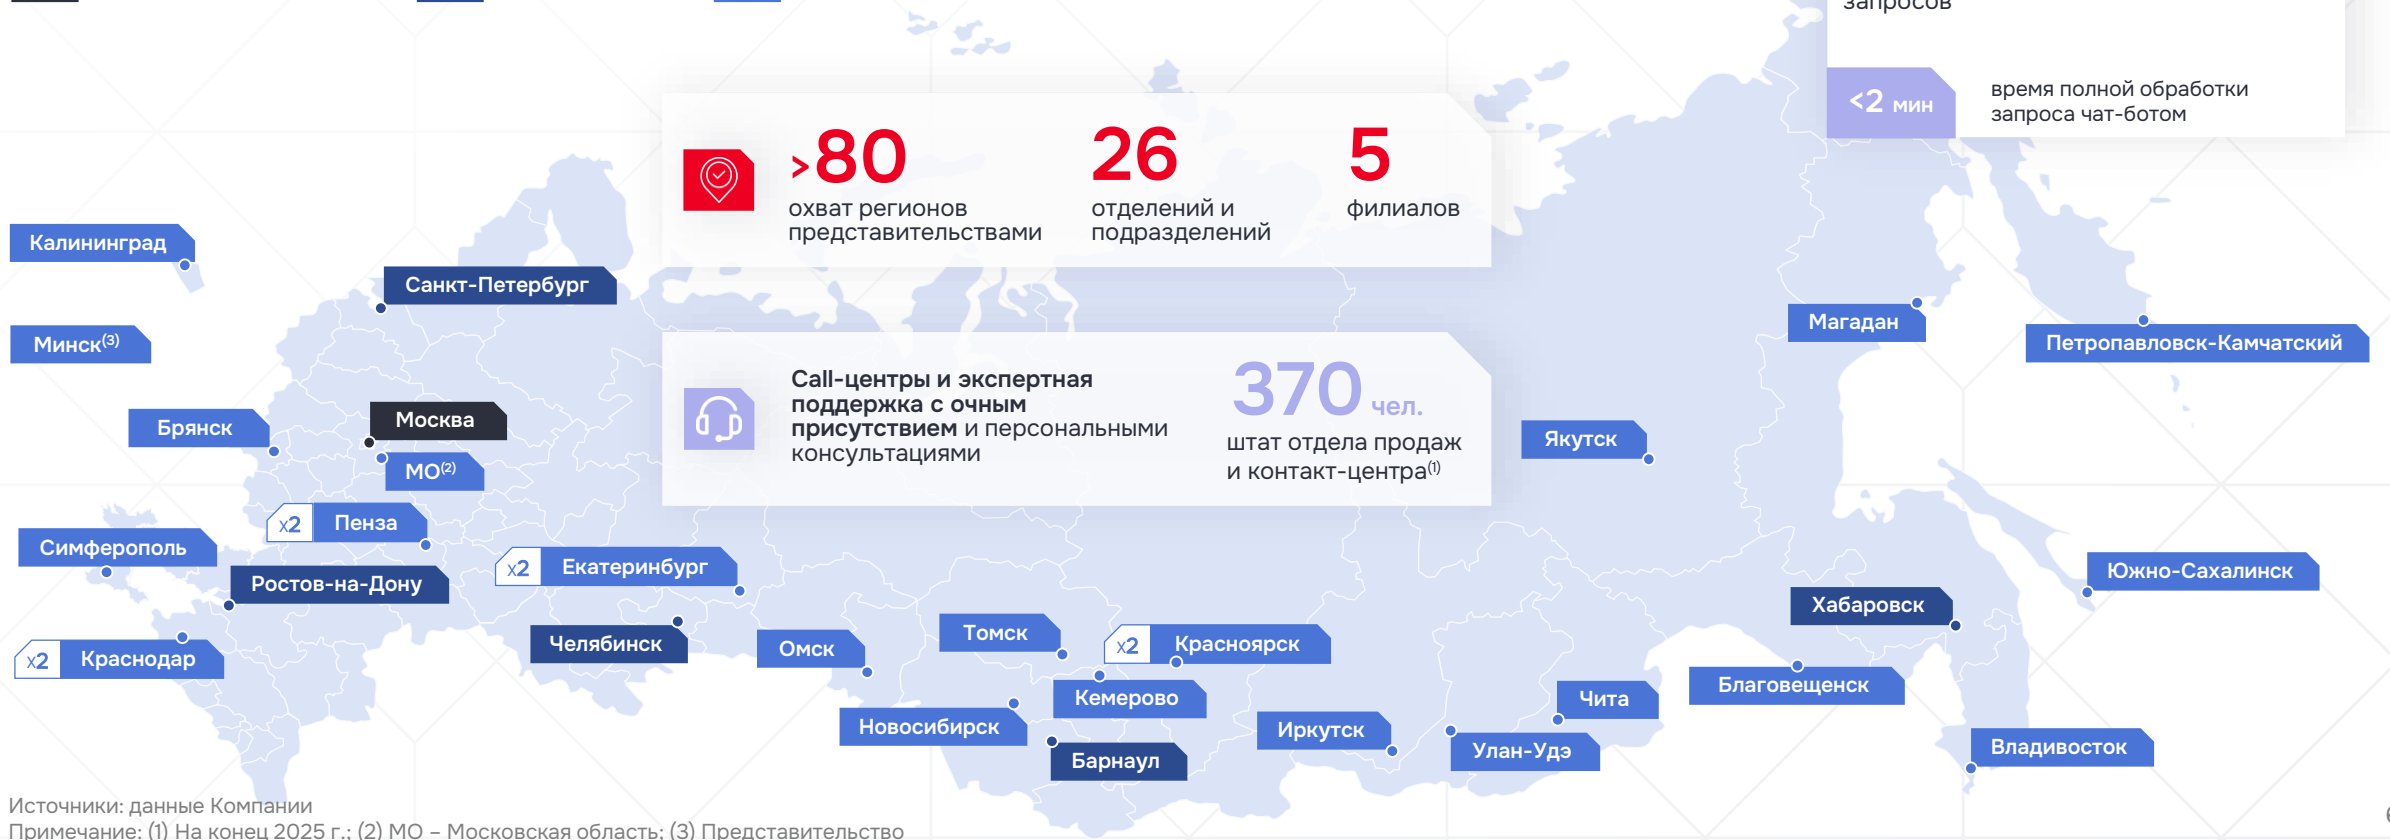 запросов
<2 мин
время полной обработки
запроса чат-ботом
>80
охват регионов
представительствами
26
отделений и
подразделений
5
филиалов
Калининград
Санкт-Петербург
Минск(3)
Магадан
Петропавловск-Камчатский
Call-центры и экспертная
поддержка с очным
присутствием и персональными
консультациями
370 чел.
штат отдела продаж
и контакт-центра(1)
Брянск
Москва
МО(2)
Якутск
x2 Пенза
Симферополь
Ростов-на-Дону
x2 Екатеринбург
Южно-Сахалинск
Хабаровск
x2 Краснодар
Челябинск
Омск
Томск
x2 Красноярск
Кемерово
Чита
Благовещенск
Новосибирск
Иркутск
Улан-Удэ
Барнаул
Владивосток
Источники: данные Компании
Примечание: (1) На конец 2025 г.; (2) МО – Московская область; (3) Представительство